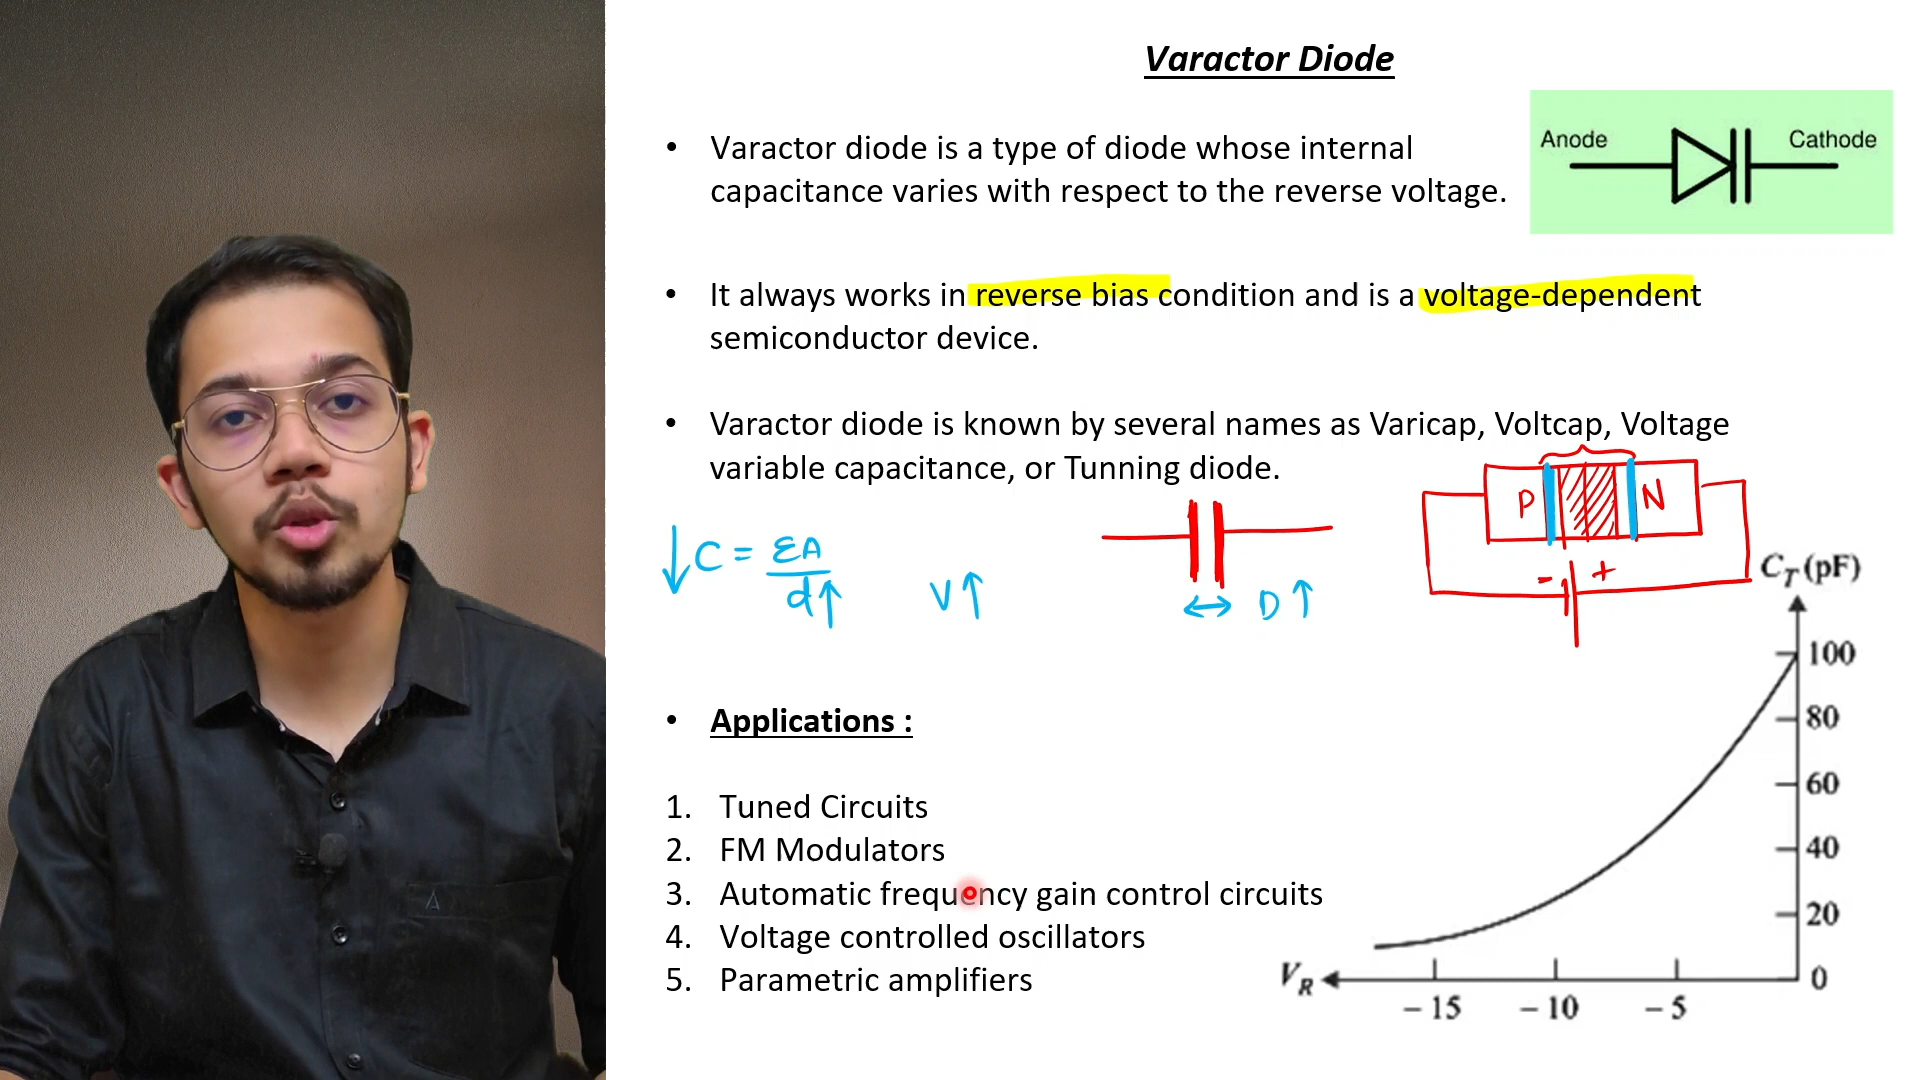 Varactor Diode
• Varactor diode is a type of diode whose internal
capacitance varies with respect to the reverse voltage.
Anode
Cathode
• It always works in reverse bias condition and is a voltage-dependent
semiconductor device.
• Varactor diode is known by several names as Varicap, Voltcap, Voltage
variable capacitance, or Tunning diode.
P N
- +
↓ C = εA
d↑
V↑
↔ D↑
• Applications :
1. Tuned Circuits
2. FM Modulators
3. Automatic frequency gain control circuits
4. Voltage controlled oscillators
5. Parametric amplifiers
C_T (pF)
100
80
60
40
20
0
V_R
– 15 – 10 – 5